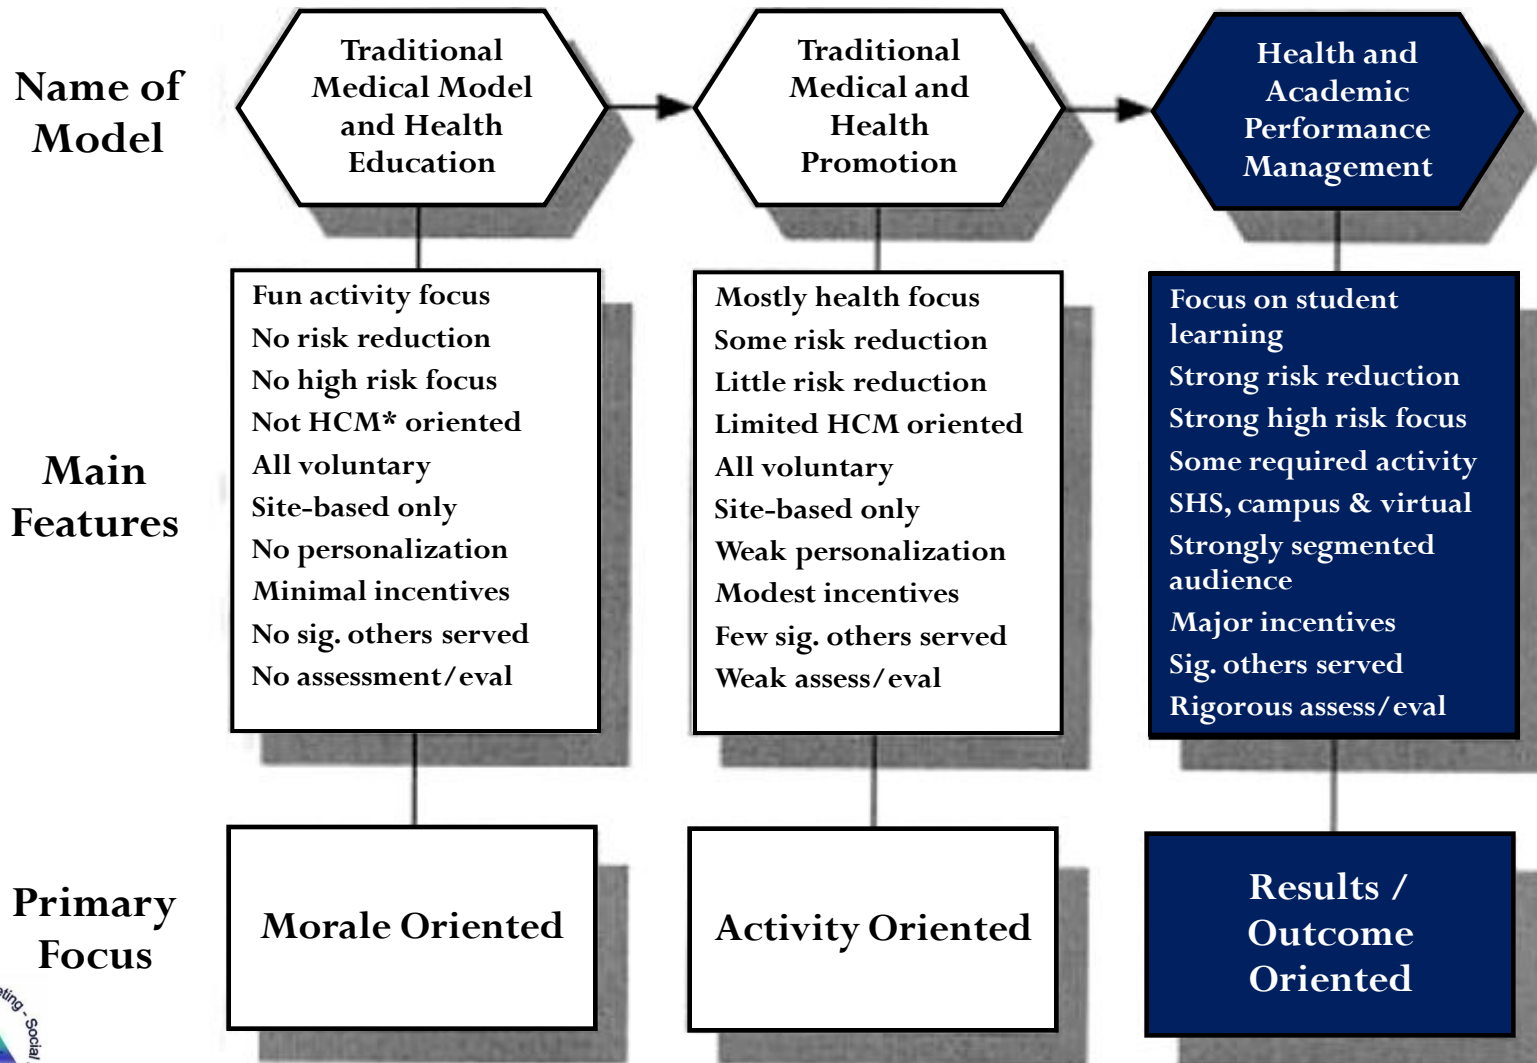 Name of
Model
Traditional
Medical Model
and Health
Education
Traditional
Medical and
Health
Promotion
Health and
Academic
Performance
Management
Main
Features
Fun activity focus
No risk reduction
No high risk focus
Not HCM* oriented
All voluntary
Site-based only
No personalization
Minimal incentives
No sig. others served
No assessment/eval
Mostly health focus
Some risk reduction
Little risk reduction
Limited HCM oriented
All voluntary
Site-based only
Weak personalization
Modest incentives
Few sig. others served
Weak assess/eval
Focus on student
learning
Strong risk reduction
Strong high risk focus
Some required activity
SHS, campus & virtual
Strongly segmented
audience
Major incentives
Sig. others served
Rigorous assess/eval
Primary
Focus
Morale Oriented
Activity Oriented
Results /
Outcome
Oriented
- Social